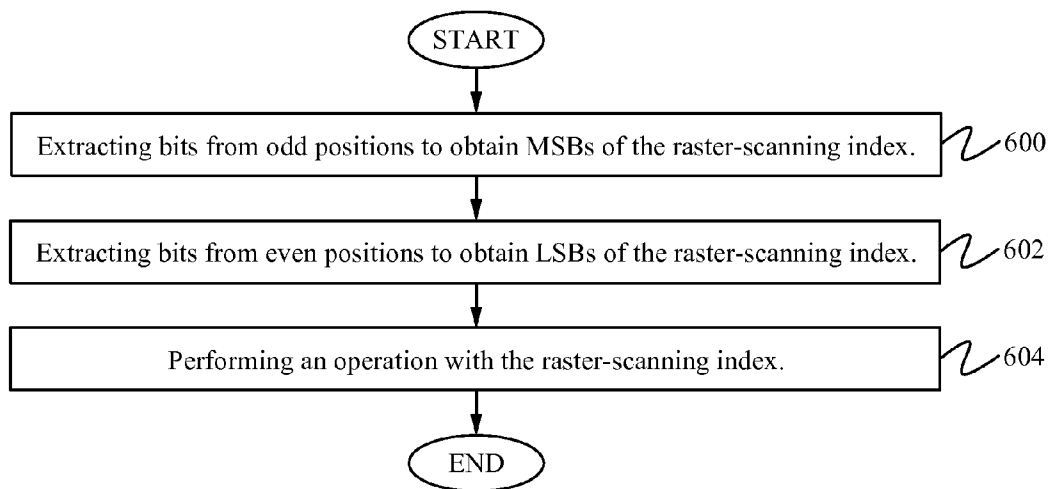 START
Extracting bits from odd positions to obtain MSBs of the raster-scanning index.
600
Extracting bits from even positions to obtain LSBs of the raster-scanning index.
602
Performing an operation with the raster-scanning index.
604
END